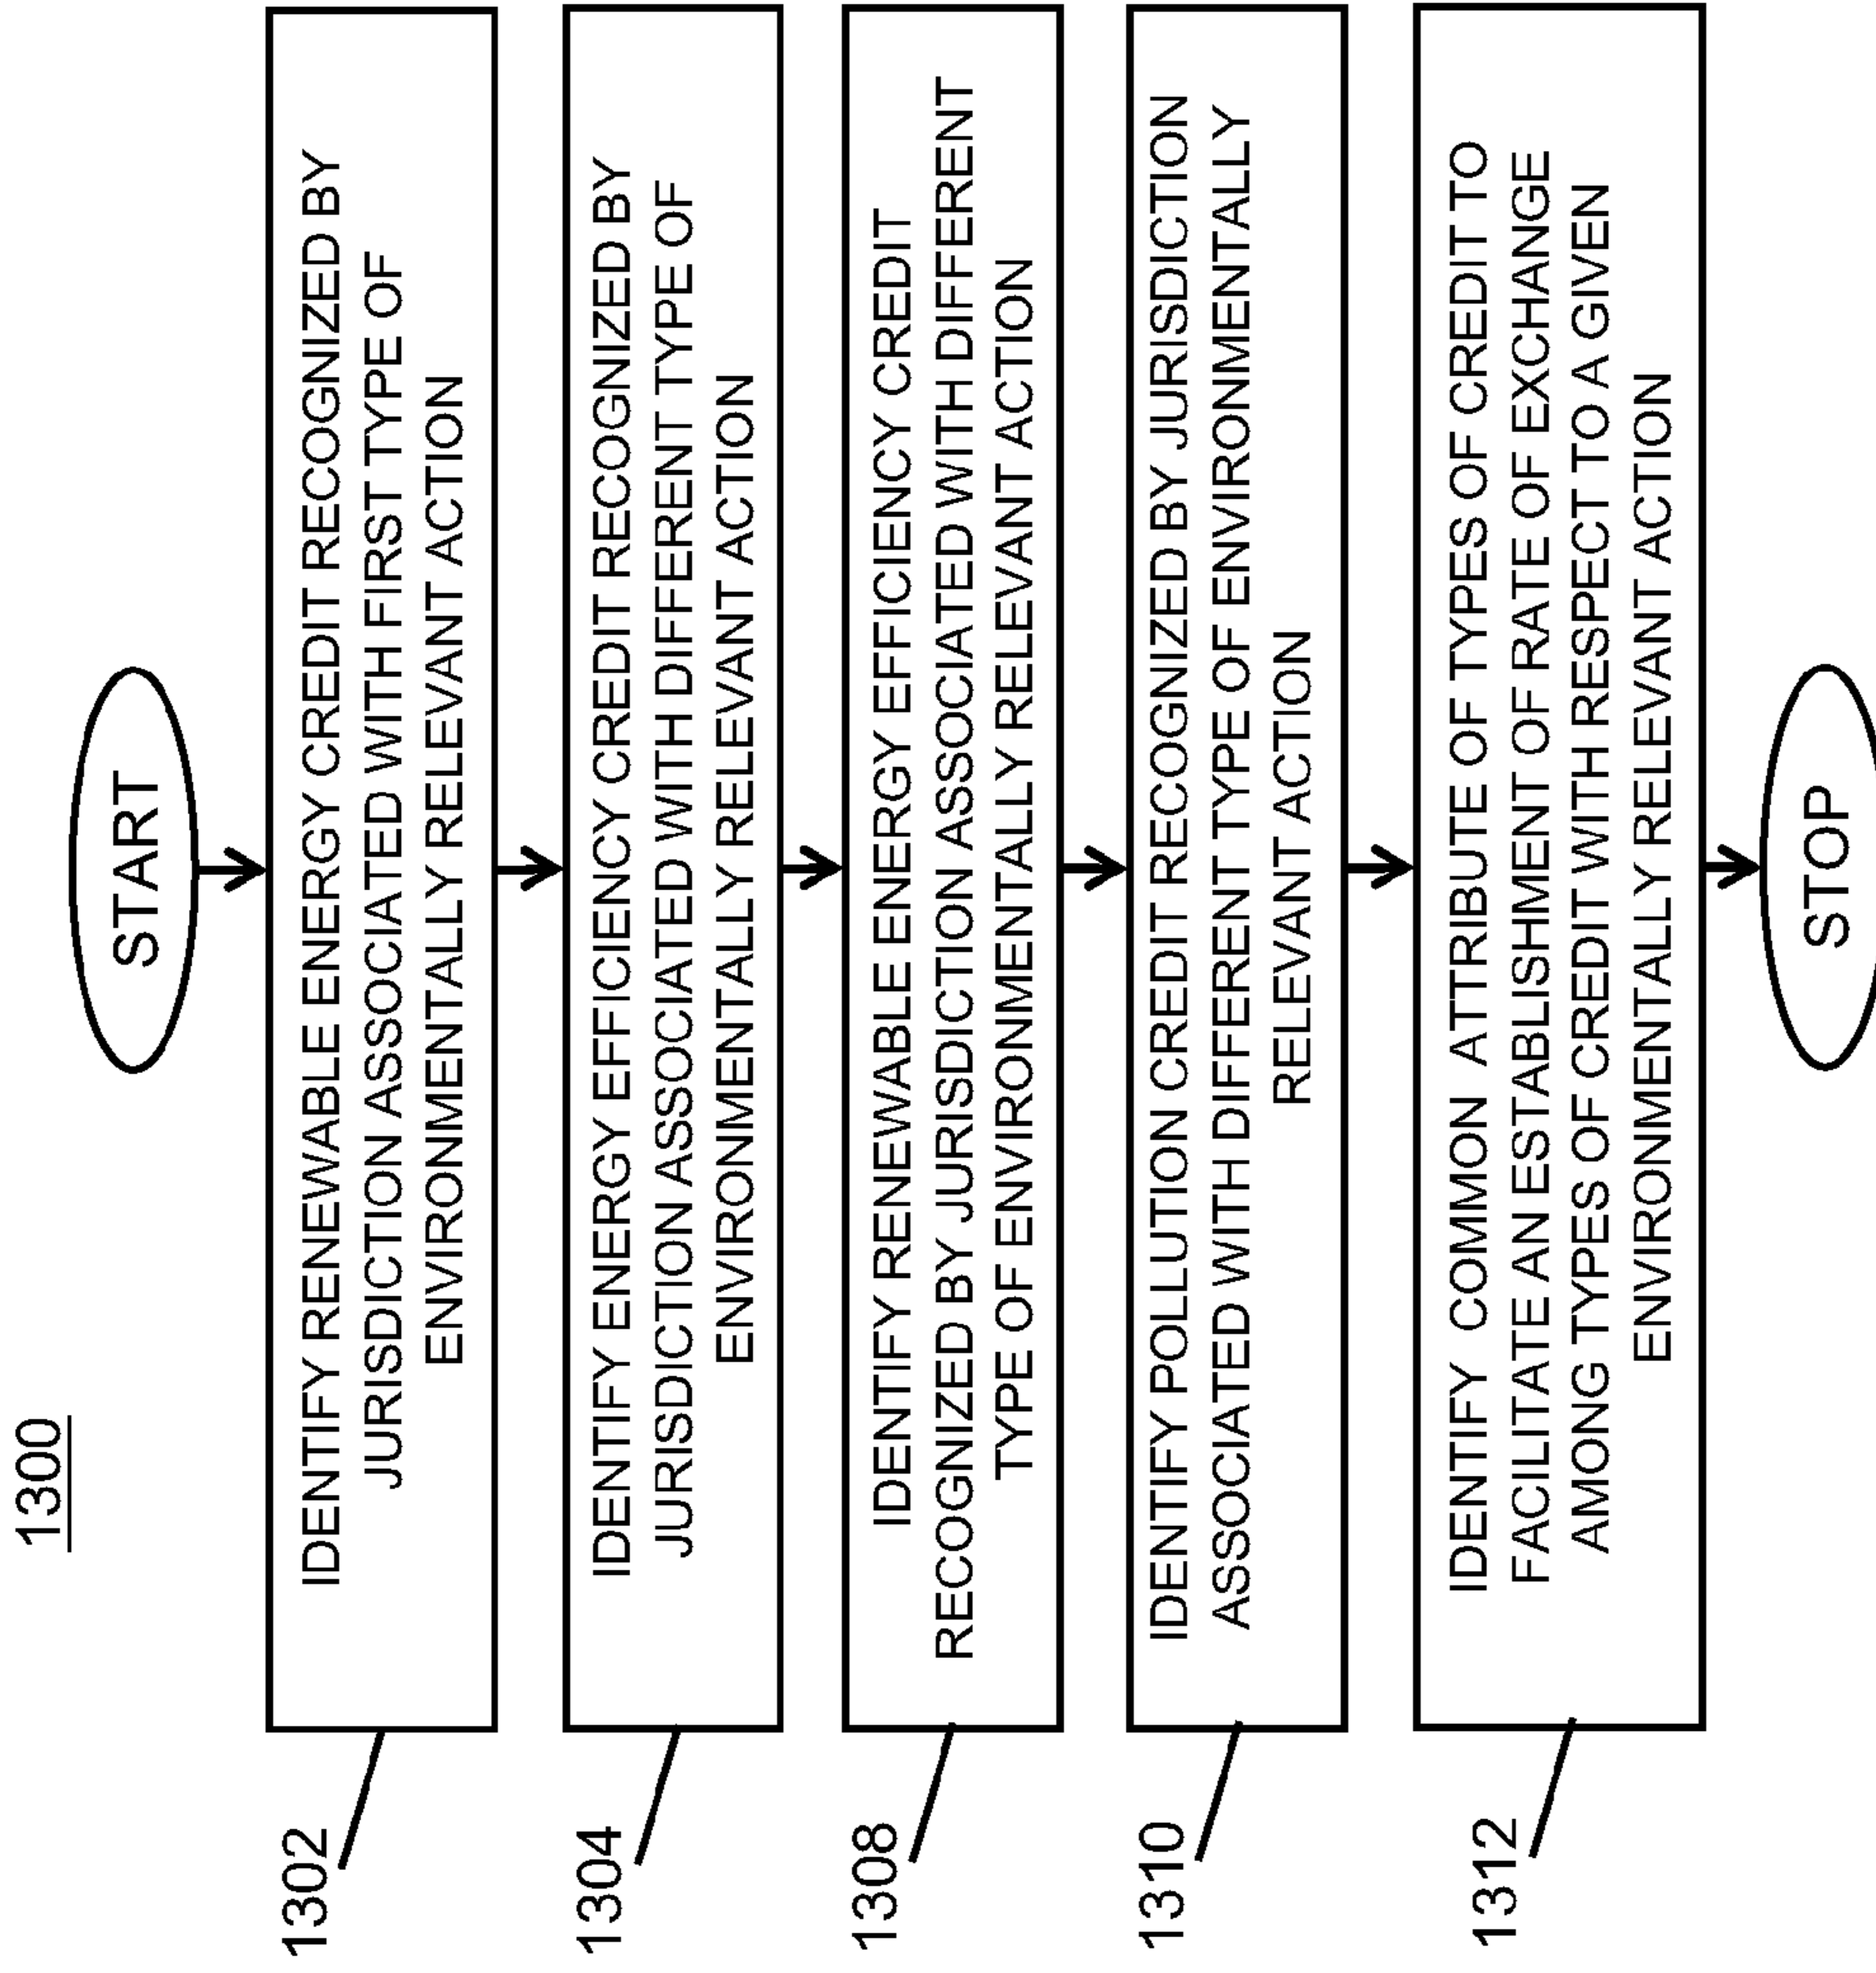 1300
START
1302
IDENTIFY RENEWABLE ENERGY CREDIT RECOGNIZED BY
JURISDICTION ASSOCIATED WITH FIRST TYPE OF
ENVIRONMENTALLY RELEVANT ACTION
1304
IDENTIFY ENERGY EFFICIENCY CREDIT RECOGNIZED BY
JURISDICTION ASSOCIATED WITH DIFFERENT TYPE OF
ENVIRONMENTALLY RELEVANT ACTION
1308
IDENTIFY RENEWABLE ENERGY EFFICIENCY CREDIT
RECOGNIZED BY JURISDICTION ASSOCIATED WITH DIFFERENT
TYPE OF ENVIRONMENTALLY RELEVANT ACTION
1310
IDENTIFY POLLUTION CREDIT RECOGNIZED BY JURISDICTION
ASSOCIATED WITH DIFFERENT TYPE OF ENVIRONMENTALLY
RELEVANT ACTION
1312
IDENTIFY COMMON ATTRIBUTE OF TYPES OF CREDIT TO
FACILITATE AN ESTABLISHMENT OF RATE OF EXCHANGE
AMONG TYPES OF CREDIT WITH RESPECT TO A GIVEN
ENVIRONMENTALLY RELEVANT ACTION
STOP